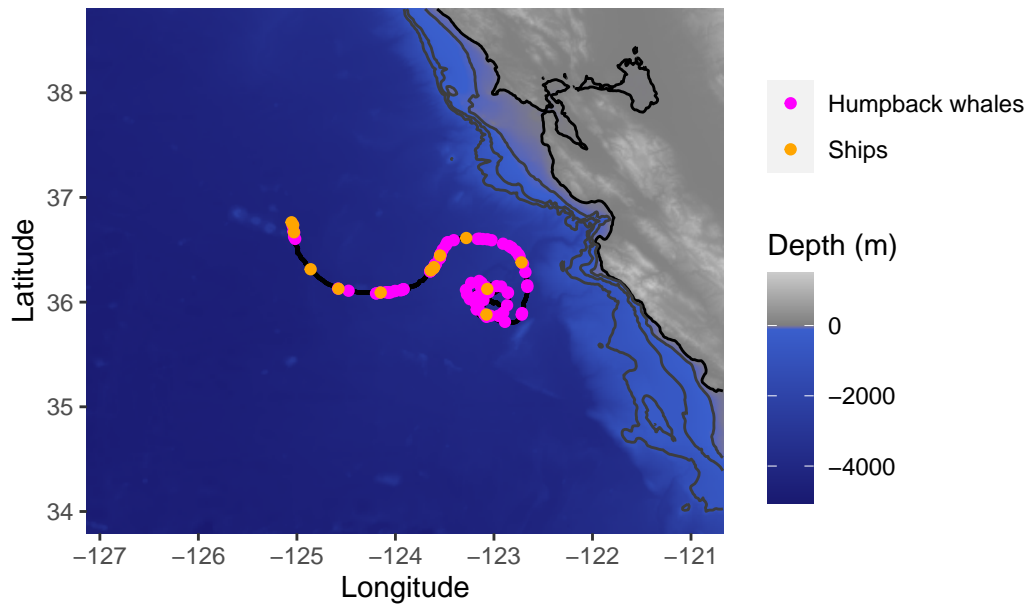 38
37
36
35
34
Latitude
−127 −126 −125 −124 −123 −122 −121
Longitude
Humpback whales
Ships
Depth (m)
0
−2000
−4000